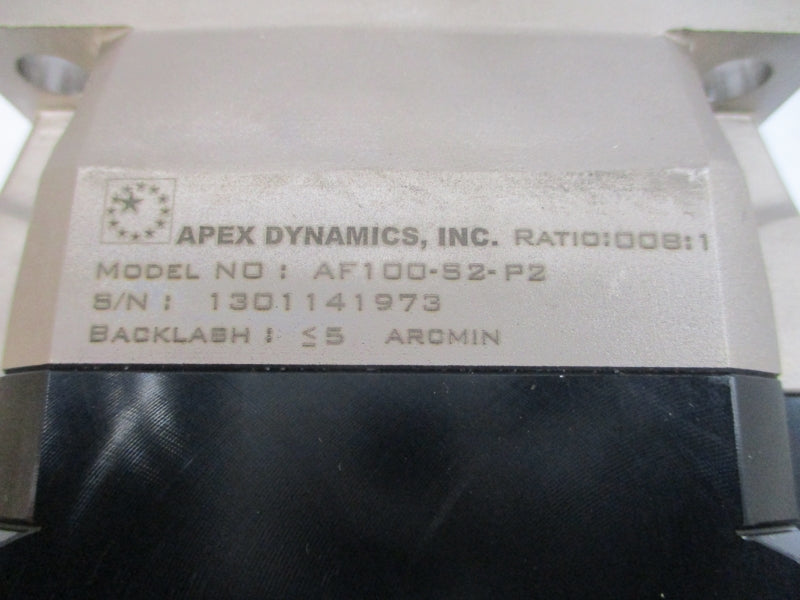 APEX DYNAMICS, INC. RATIO:008:1
MODEL NO : AF100-S2-P2
S/N : 1301141973
BACKLASH : ≤5 ARCMIN